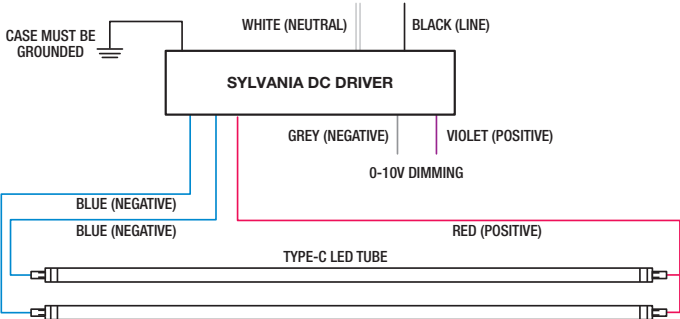 WHITE (NEUTRAL)
BLACK (LINE)
CASE MUST BE
GROUNDED
SYLVANIA DC DRIVER
GREY (NEGATIVE)
VIOLET (POSITIVE)
0-10V DIMMING
BLUE (NEGATIVE)
BLUE (NEGATIVE)
RED (POSITIVE)
TYPE-C LED TUBE